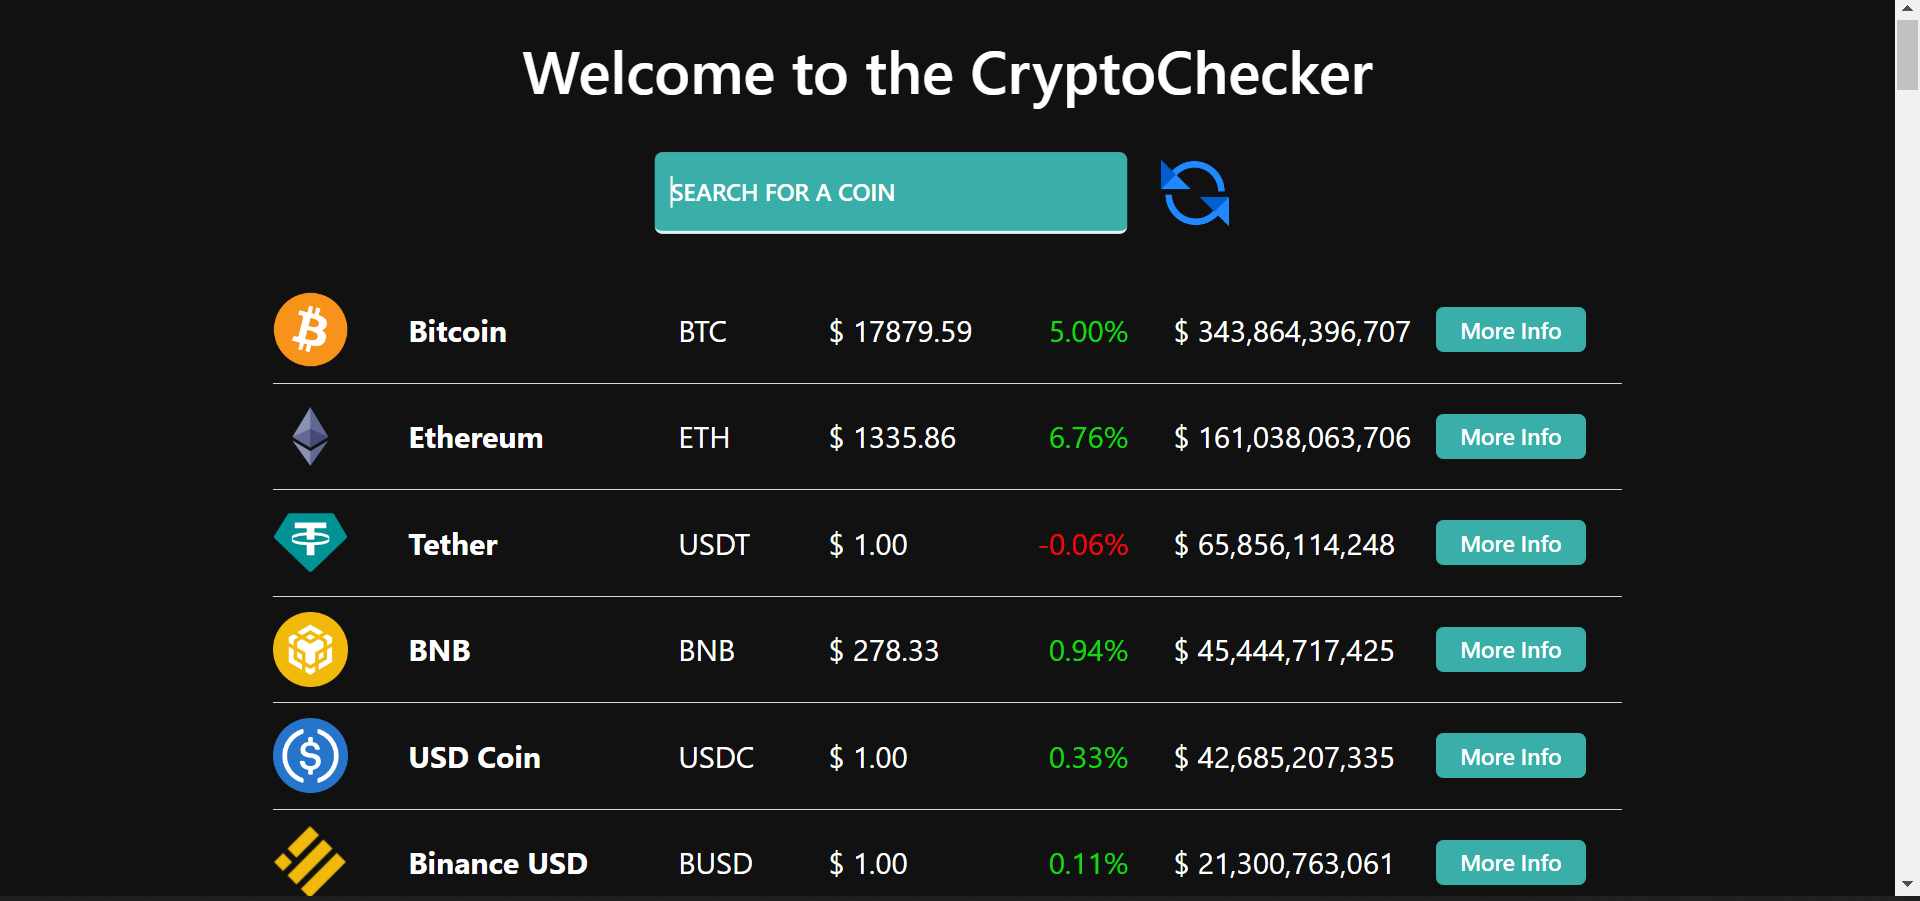 Welcome to the CryptoChecker
SEARCH FOR A COIN
Bitcoin BTC $ 17879.59 5.00% $ 343,864,396,707 More Info
Ethereum ETH $ 1335.86 6.76% $ 161,038,063,706 More Info
Tether USDT $ 1.00 -0.06% $ 65,856,114,248 More Info
BNB BNB $ 278.33 0.94% $ 45,444,717,425 More Info
USD Coin USDC $ 1.00 0.33% $ 42,685,207,335 More Info
Binance USD BUSD $ 1.00 0.11% $ 21,300,763,061 More Info